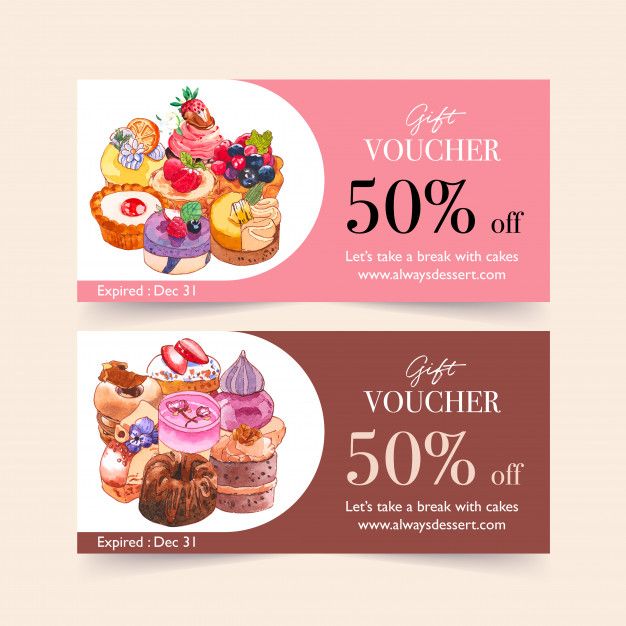 Gift
VOUCHER
50% off
Let's take a break with cakes
www.alwaysdessert.com
Expired : Dec 31
Gift
VOUCHER
50% off
Let's take a break with cakes
www.alwaysdessert.com
Expired : Dec 31